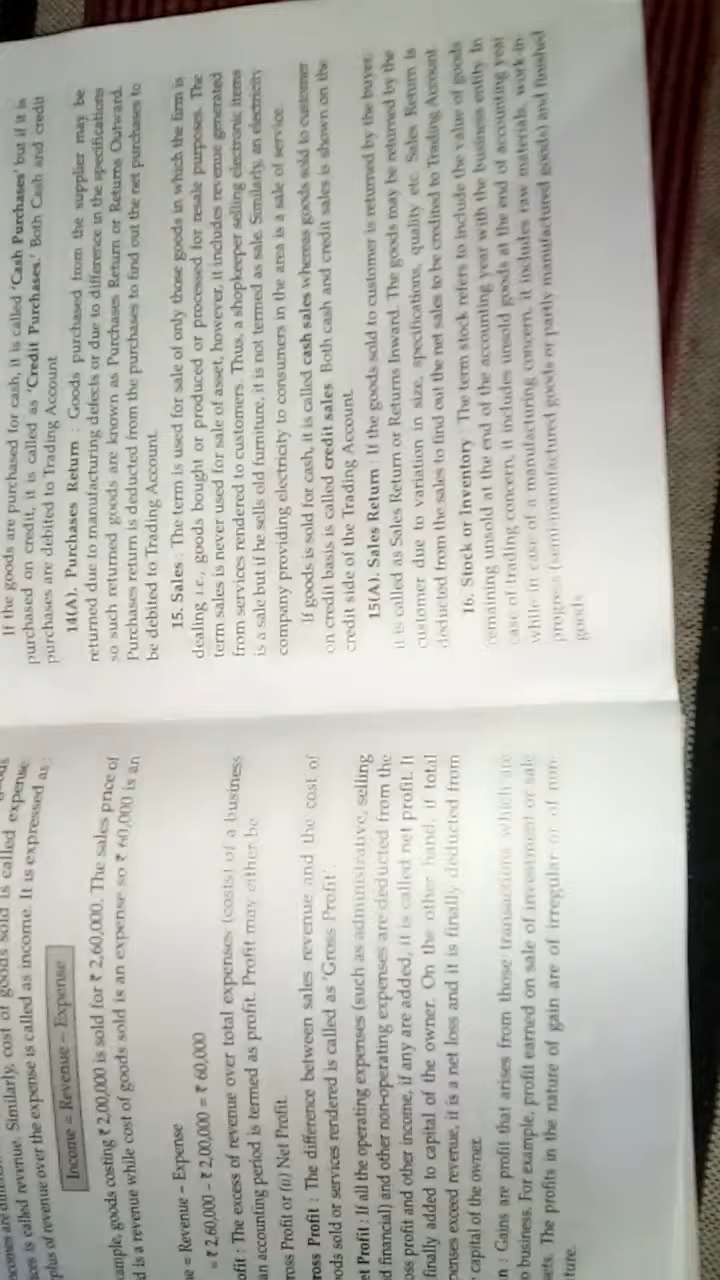 is called expense
ces is called revenue. Similarly, cost of goods sold is called expense
plus of revenue over the expense is called as income. It is expressed as:
Income = Revenue – Expense
ample, goods costing ₹ 2,00,000 is sold for ₹ 2,60,000. The sales price of
d is a revenue while cost of goods sold is an expense so ₹ 60,000 is an
e = Revenue – Expense
= ₹ 2,60,000 – ₹ 2,00,000 = ₹ 60,000
ofit : The excess of revenue over total expenses (costs) of a business
an accounting period is termed as profit. Profit may either be
ross Profit or (ii) Net Profit.
ross Profit : The difference between sales revenue and the cost of
ods sold or services rendered is called as 'Gross Profit'.
et Profit : If all the operating expenses (such as administrative, selling
d financial) and other non-operating expenses are deducted from the
oss profit and other income, if any are added, it is called net profit. It
finally added to capital of the owner. On the other hand, if total
penses exceed revenue, it is a net loss and it is finally deducted from
capital of the owner.
n : Gains are profit that arises from those transactions which are
o business. For example, profit earned on sale of investment or sale
ets. The profits in the nature of gain are of irregular or of non-
ture.
If the goods are purchased for cash, it is called 'Cash Purchases' but if it is
purchased on credit, it is called as 'Credit Purchases.' Both Cash and credit
purchases are debited to Trading Account
14(A). Purchases Return : Goods purchased from the supplier may be
returned due to manufacturing defects or due to difference in the specifications
so such returned goods are known as Purchases Return or Returns Outward.
Purchases return is deducted from the purchases to find out the net purchases to
be debited to Trading Account.
15. Sales : The term is used for sale of only those goods in which the firm is
dealing i.e., goods bought or produced or processed for resale purposes. The
term sales is never used for sale of asset, however, it includes revenue generated
from services rendered to customers. Thus, a shopkeeper selling electronic items
is a sale but if he sells old furniture, it is not termed as sale. Similarly, an electricity
company providing electricity to consumers in the area is a sale of service.
If goods is sold for cash, it is called cash sales whereas goods sold to customer
on credit basis is called credit sales Both cash and credit sales is shown on the
credit side of the Trading Account.
15(A). Sales Return : If the goods sold to customer is returned by the buyer,
it is called as Sales Return or Returns Inward. The goods may be returned by the
customer due to variation in size, specifications, quality etc. Sales Return is
deducted from the sales to find out the net sales to be credited to Trading Account.
16. Stock or Inventory : The term stock refers to include the value of goods
remaining unsold at the end of the accounting year with the business entity. In
case of trading concern, it includes unsold goods at the end of accounting year
while in case of a manufacturing concern, it includes raw materials, work-in-
progress (semi-manufactured goods or partly manufactured goods) and finished
goods